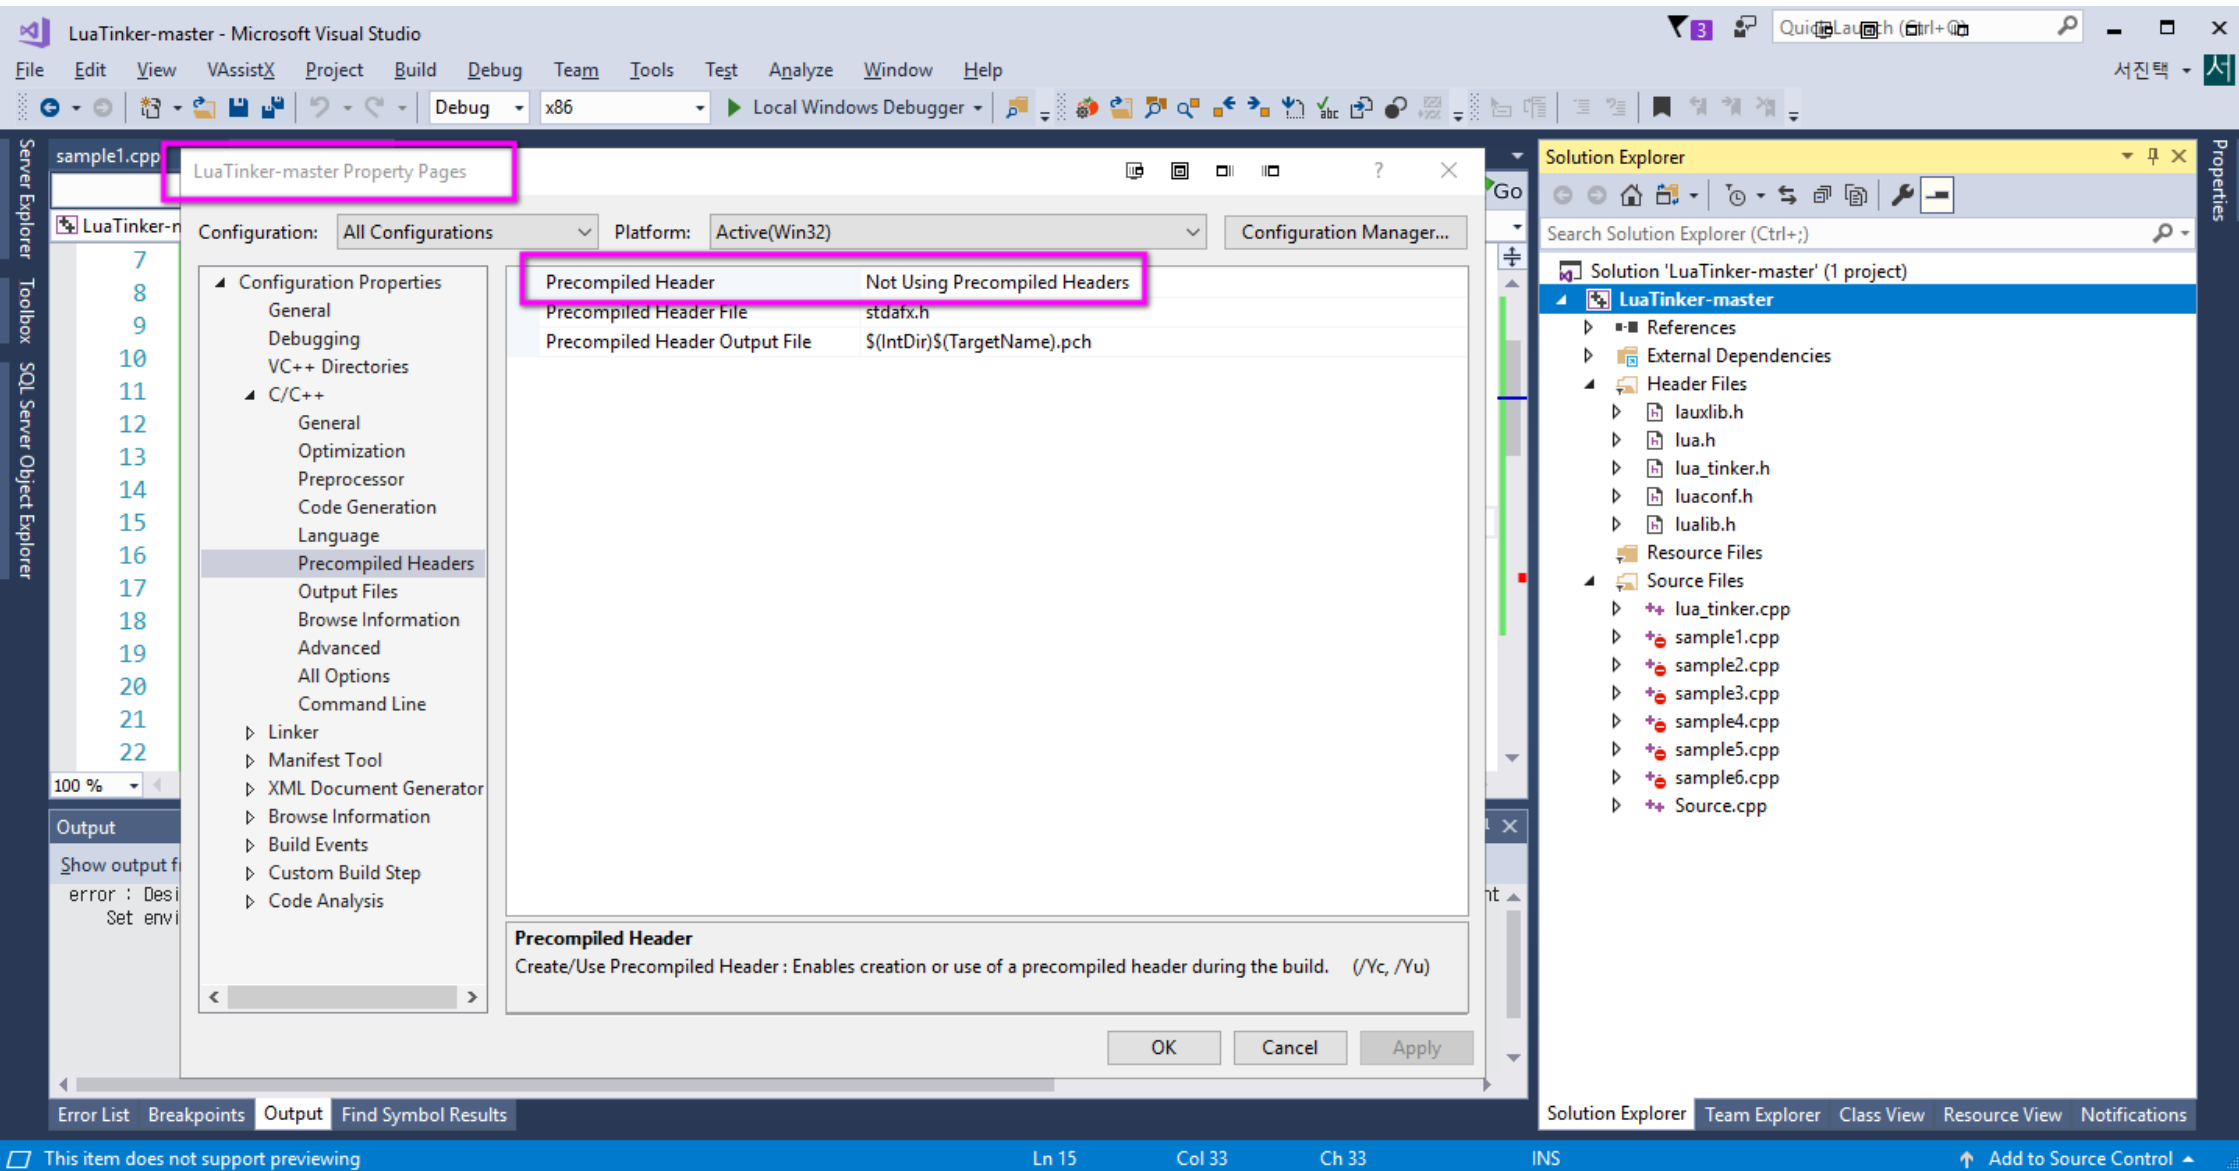 LuaTinker-master - Microsoft Visual Studio
3
File Edit View VAssistX Project Build Debug Team Tools Test Analyze Window Help
서진택 서
Debug x86 Local Windows Debugger
Server Explorer
Toolbox
SQL Server Object Explorer
sample1.cpp
LuaTinker-master Property Pages
?
Go
Configuration: All Configurations Platform: Active(Win32) Configuration Manager...
7
8
9
10
11
12
13
14
15
16
17
18
19
20
21
22
100 %
Configuration Properties
General
Debugging
VC++ Directories
C/C++
General
Optimization
Preprocessor
Code Generation
Language
Precompiled Headers
Output Files
Browse Information
Advanced
All Options
Command Line
Linker
Manifest Tool
XML Document Generator
Browse Information
Build Events
Custom Build Step
Code Analysis
Precompiled Header Not Using Precompiled Headers
Precompiled Header File stdafx.h
Precompiled Header Output File $(IntDir)$(TargetName).pch
Precompiled Header
Create/Use Precompiled Header : Enables creation or use of a precompiled header during the build. (/Yc, /Yu)
OK Cancel Apply
Output
Show output
error : Desi
Set envi
Error List Breakpoints Output Find Symbol Results
Solution Explorer
Search Solution Explorer (Ctrl+;)
Solution 'LuaTinker-master' (1 project)
LuaTinker-master
References
External Dependencies
Header Files
lauxlib.h
lua.h
lua_tinker.h
luaconf.h
lualib.h
Resource Files
Source Files
lua_tinker.cpp
sample1.cpp
sample2.cpp
sample3.cpp
sample4.cpp
sample5.cpp
sample6.cpp
Source.cpp
Solution Explorer Team Explorer Class View Resource View Notifications
Properties
This item does not support previewing Ln 15 Col 33 Ch 33 INS Add to Source Control